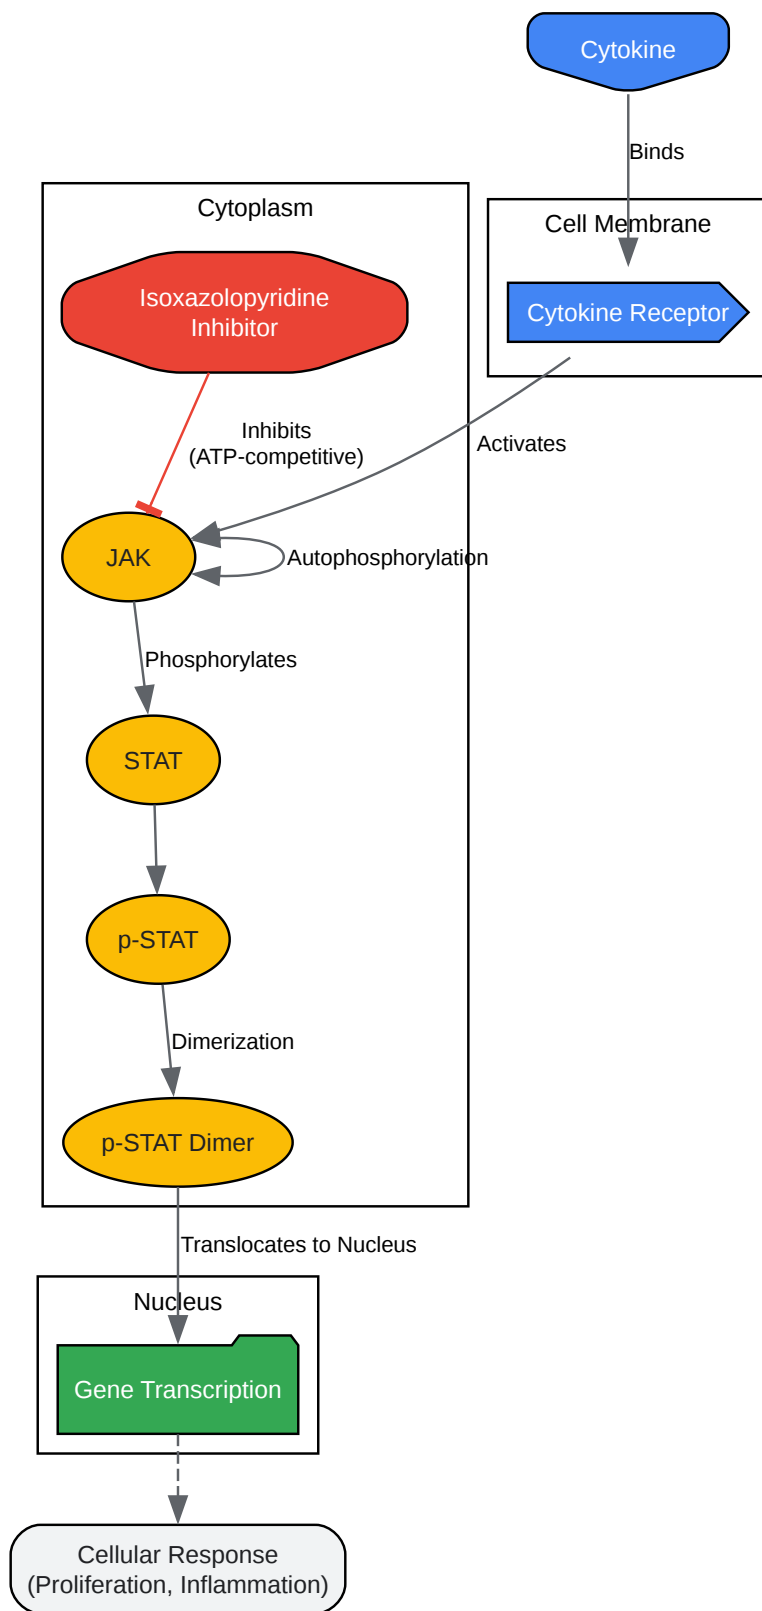 Cytokine
Binds
Cytoplasm
Cell Membrane
Isoxazolopyridine
Inhibitor
Cytokine Receptor
Inhibits
(ATP-competitive)
Activates
JAK
Autophosphorylation
Phosphorylates
STAT
p-STAT
Dimerization
p-STAT Dimer
Translocates to Nucleus
Nucleus
Gene Transcription
Cellular Response
(Proliferation, Inflammation)